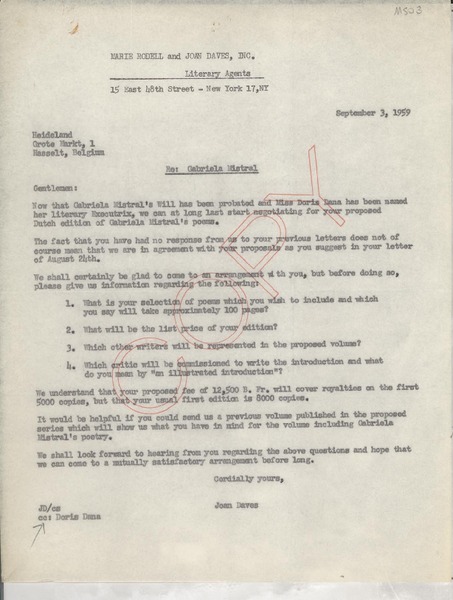 M503
MARIE RODELL and JOAN DAVES, INC.
Literary Agents
15 East 48th Street - New York 17,NY
September 3, 1959
Heideland
Grote Markt, 1
Hasselt, Belgium
Re: Gabriela Mistral
Gentlemen:
Now that Gabriela Mistral's Will has been probated and Miss Doris Dana has been named
her literary Executrix, we can at long last start negotiating for your proposed
Dutch edition of Gabriela Mistral's poems.
The fact that you have had no response from us to your previous letters does not of
course mean that we are in agreement with your proposals as you suggest in your letter
of August 24th.
We shall certainly be glad to come to an arrangement with you, but before doing so,
please give us information regarding the following:
1. What is your selection of poems which you wish to include and which
you say will take approximately 100 pages?
2. What will be the list price of your edition?
3. Which other writers will be represented in the proposed volume?
4. Which critic will be commissioned to write the introduction and what
do you mean by "an illustrated introduction"?
We understand that your proposed fee of 12,500 B. Fr. will cover royalties on the first
5000 copies, but that your usual first edition is 8000 copies.
It would be helpful if you could send us a previous volume published in the proposed
series which will show us what you have in mind for the volume including Gabriela
Mistral's poetry.
We shall look forward to hearing from you regarding the above questions and hope that
we can come to a mutually satisfactory arrangement before long.
Cordially yours,
Joan Daves
JD/cs
cc: Doris Dana
COPY